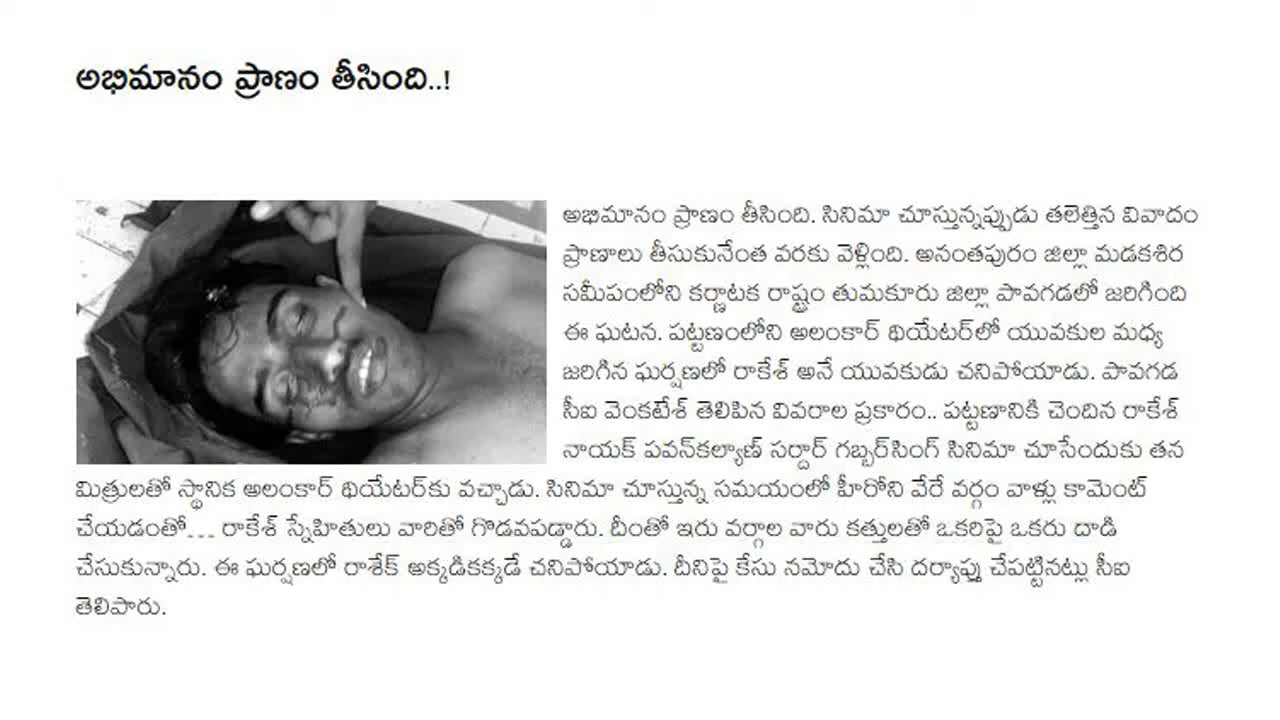 అభిమానం ప్రాణం తీసింది..!
అభిమానం ప్రాణం తీసింది. సినిమా చూస్తున్నప్పుడు తలెత్తిన వివాదం
ప్రాణాలు తీసుకునేంత వరకు వెళ్లింది. అనంతపురం జిల్లా మడకశిర
సమీపంలోని కర్ణాటక రాష్ట్రం తుమకూరు జిల్లా పావగడలో జరిగింది
ఈ ఘటన. పట్టణంలోని అలంకార్ థియేటర్‌లో యువకుల మధ్య
జరిగిన ఘర్షణలో రాకేశ్ అనే యువకుడు చనిపోయాడు. పావగడ
సీఐ వెంకటేశ్ తెలిపిన వివరాల ప్రకారం.. పట్టణానికి చెందిన రాకేశ్
నాయక్ పవన్‌కల్యాణ్ సర్దార్ గబ్బర్‌సింగ్ సినిమా చూసేందుకు తన
మిత్రులతో స్థానిక అలంకార్ థియేటర్‌కు వచ్చాడు. సినిమా చూస్తున్న సమయంలో హీరోని వేరే వర్గం వాళ్లు కామెంట్
చేయడంతో... రాకేశ్ స్నేహితులు వారితో గొడవపడ్డారు. దీంతో ఇరు వర్గాల వారు కత్తులతో ఒకరిపై ఒకరు దాడి
చేసుకున్నారు. ఈ ఘర్షణలో రాశేక్ అక్కడికక్కడే చనిపోయాడు. దీనిపై కేసు నమోదు చేసి దర్యాఫ్తు చేపట్టినట్లు సీఐ
తెలిపారు.